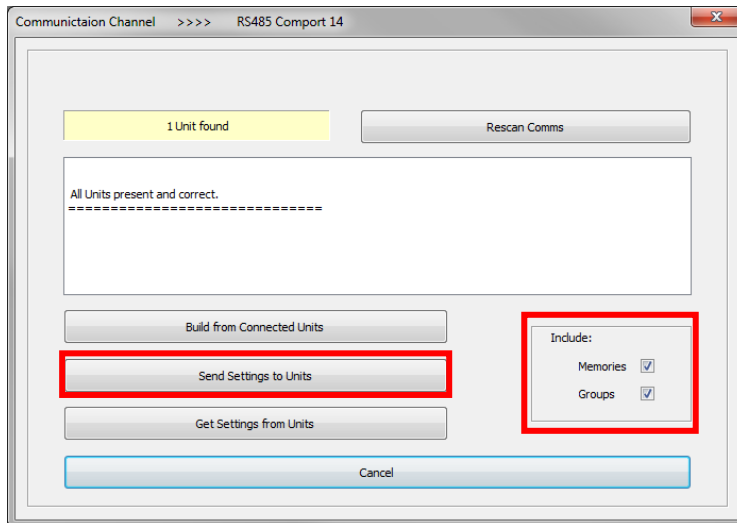 Communictaion Channel >>>> RS485 Comport 14
x
1 Unit found
Rescan Comms
All Units present and correct.
==============================
Build from Connected Units
Include:
Memories
Send Settings to Units
Groups
Get Settings from Units
Cancel